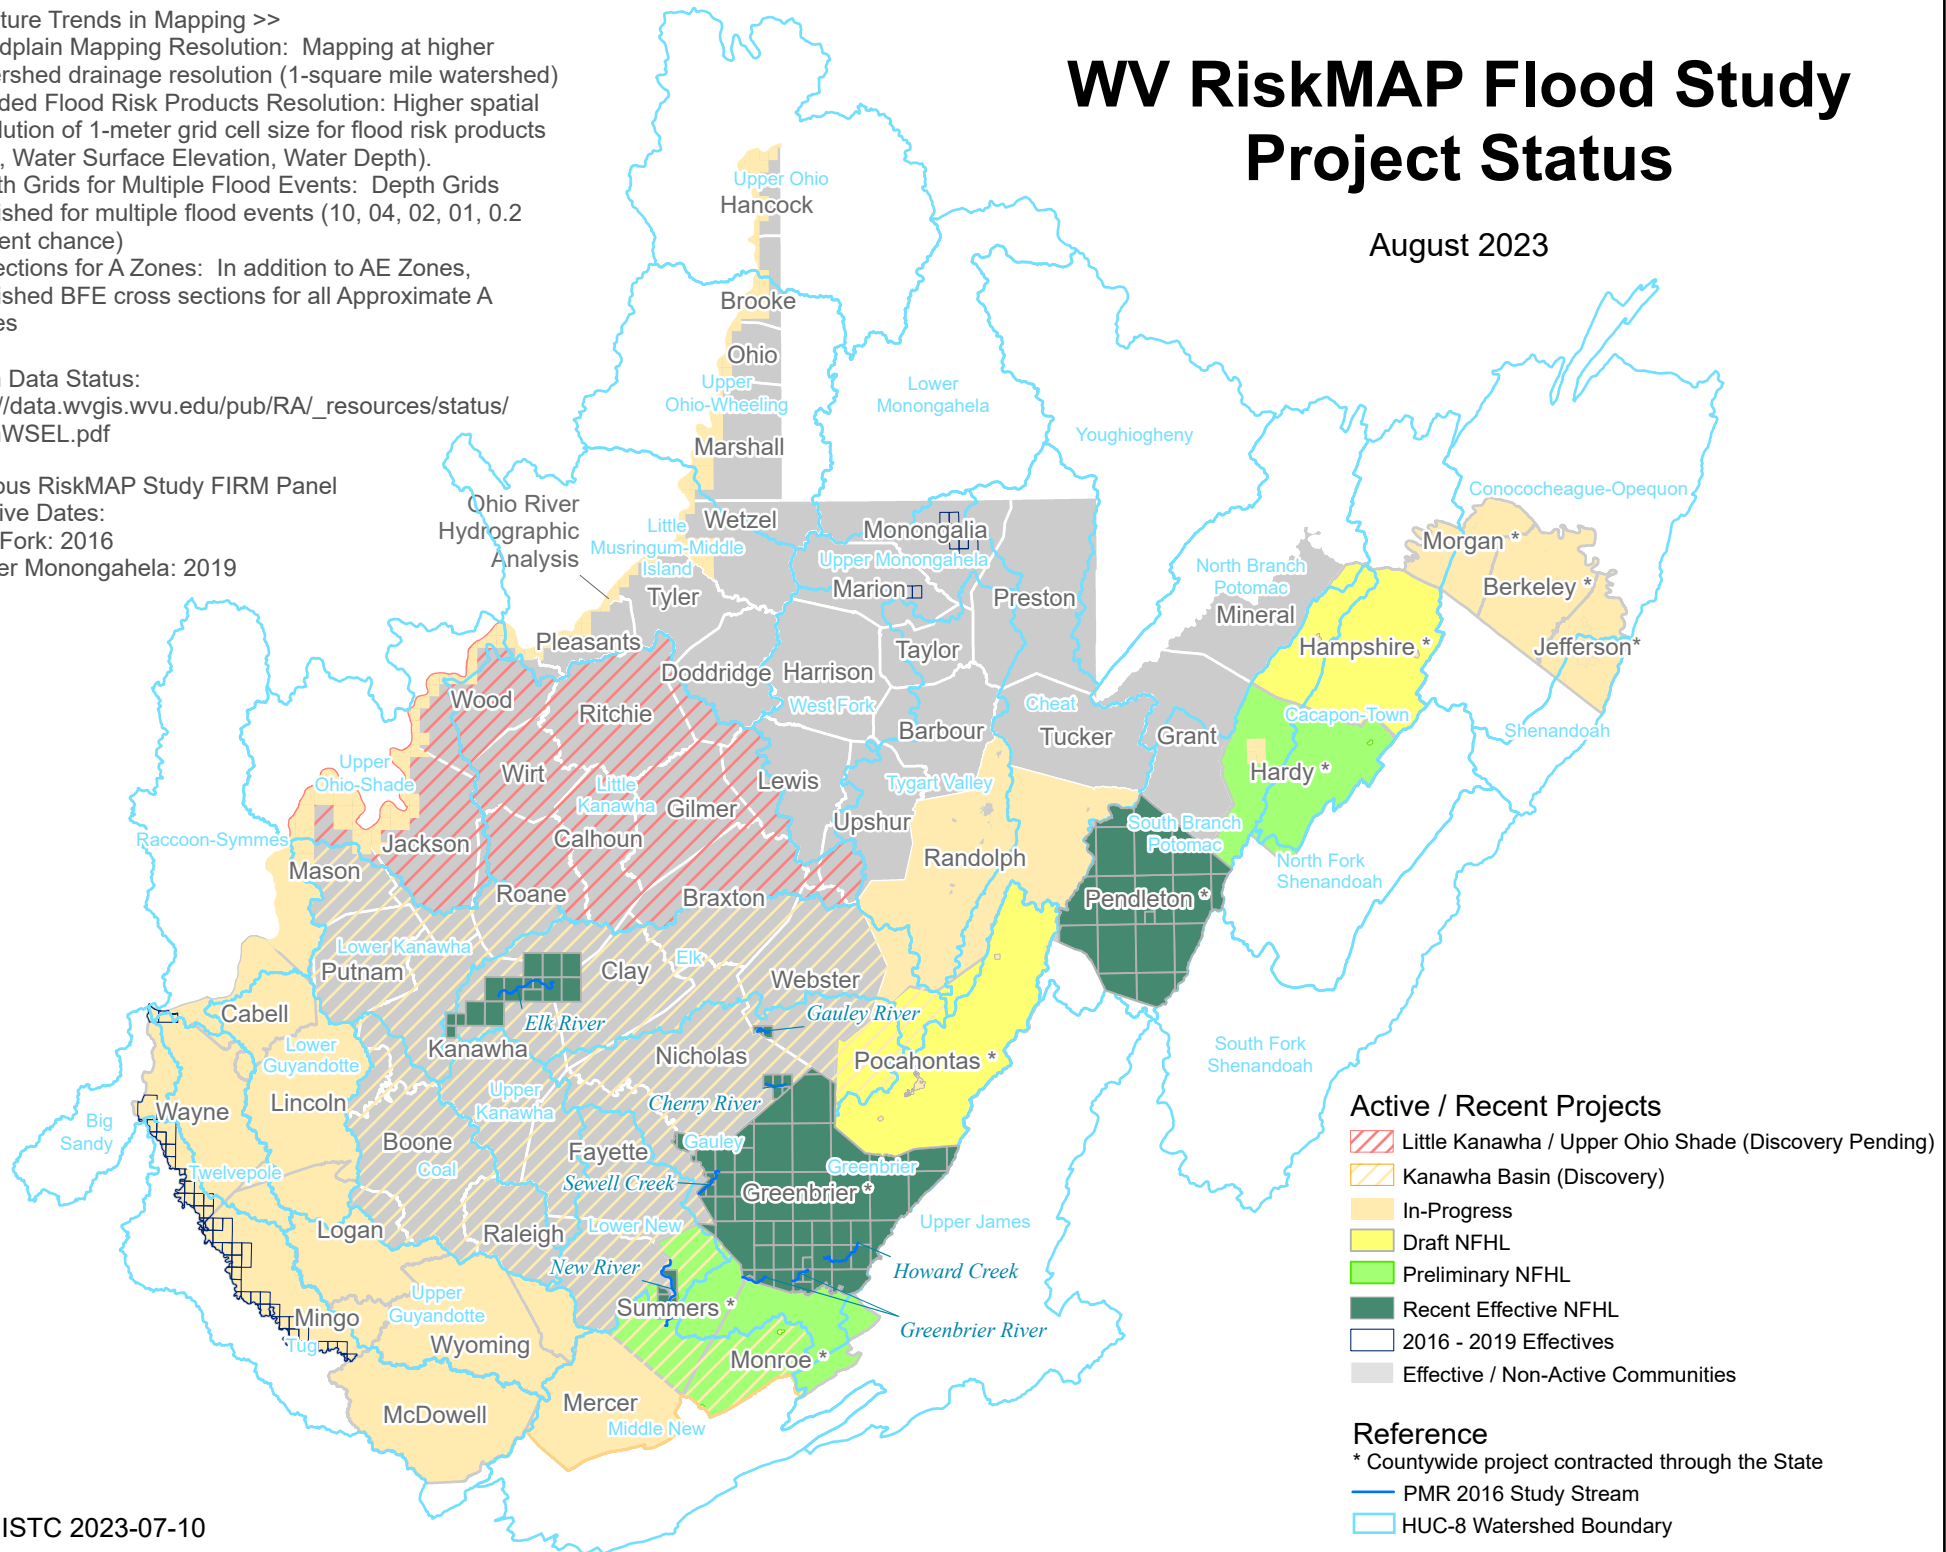 ture Trends in Mapping >>
dplain Mapping Resolution: Mapping at higher
ershed drainage resolution (1-square mile watershed)
ded Flood Risk Products Resolution: Higher spatial
lution of 1-meter grid cell size for flood risk products
, Water Surface Elevation, Water Depth).
th Grids for Multiple Flood Events: Depth Grids
ished for multiple flood events (10, 04, 02, 01, 0.2
ent chance)
ections for A Zones: In addition to AE Zones,
ished BFE cross sections for all Approximate A
es
Data Status:
//data.wvgis.wvu.edu/pub/RA/_resources/status/
WSEL.pdf
ous RiskMAP Study FIRM Panel
ive Dates:
Fork: 2016
er Monongahela: 2019
WV RiskMAP Flood Study
Project Status
August 2023
Upper Ohio
Hancock
Brooke
Ohio
Upper
Ohio-Wheeling
Marshall
Lower
Monongahela
Youghiogheny
Ohio River
Hydrographic
Analysis
Little
Musringum-Middle
Island
Wetzel
Monongalia
Upper Monongahela
Marion
Tyler
Preston
Pleasants
Doddridge
Harrison
Taylor
West Fork
Barbour
Cheat
Tucker
Grant
North Branch
Potomac
Mineral
Hampshire *
Conococheague-Opequon
Morgan *
Berkeley *
Jefferson*
Cacapon-Town
Shenandoah
Hardy *
Wood
Ritchie
Wirt
Little
Kanawha
Gilmer
Lewis
Tygart Valley
Upshur
Calhoun
Upper
Ohio-Shade
Raccoon-Symmes
Jackson
Mason
Roane
Braxton
Randolph
South Branch
Potomac
North Fork
Shenandoah
Pendleton *
Lower Kanawha
Putnam
Clay
Elk
Webster
Elk River
Gauley River
Cabell
Kanawha
Nicholas
Pocahontas *
Lower
Guyandotte
Upper
Kanawha
Cherry River
South Fork
Shenandoah
Big
Sandy
Wayne
Lincoln
Boone
Coal
Fayette
Gauley
Sewell Creek
Greenbrier
Greenbrier *
Twelvepole
Logan
Raleigh
Lower New
Upper James
New River
Howard Creek
Summers *
Greenbrier River
Upper
Guyandotte
Mingo
Tug
Wyoming
Monroe *
McDowell
Mercer
Middle New
Active / Recent Projects
Little Kanawha / Upper Ohio Shade (Discovery Pending)
Kanawha Basin (Discovery)
In-Progress
Draft NFHL
Preliminary NFHL
Recent Effective NFHL
2016 - 2019 Effectives
Effective / Non-Active Communities
Reference
* Countywide project contracted through the State
PMR 2016 Study Stream
HUC-8 Watershed Boundary
ISTC 2023-07-10